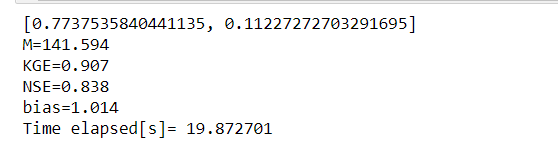 [0.7737535840441135, 0.11227272703291695]
M=141.594
KGE=0.907
NSE=0.838
bias=1.014
Time elapsed[s]= 19.872701